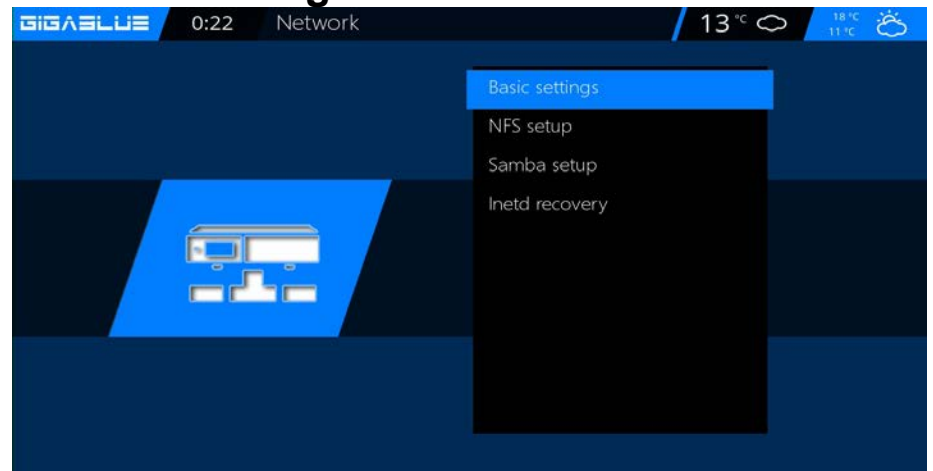 GIGABLUE 0:22 Network 13 °C 18 °C
11 °C
Basic settings
NFS setup
Samba setup
Inetd recovery